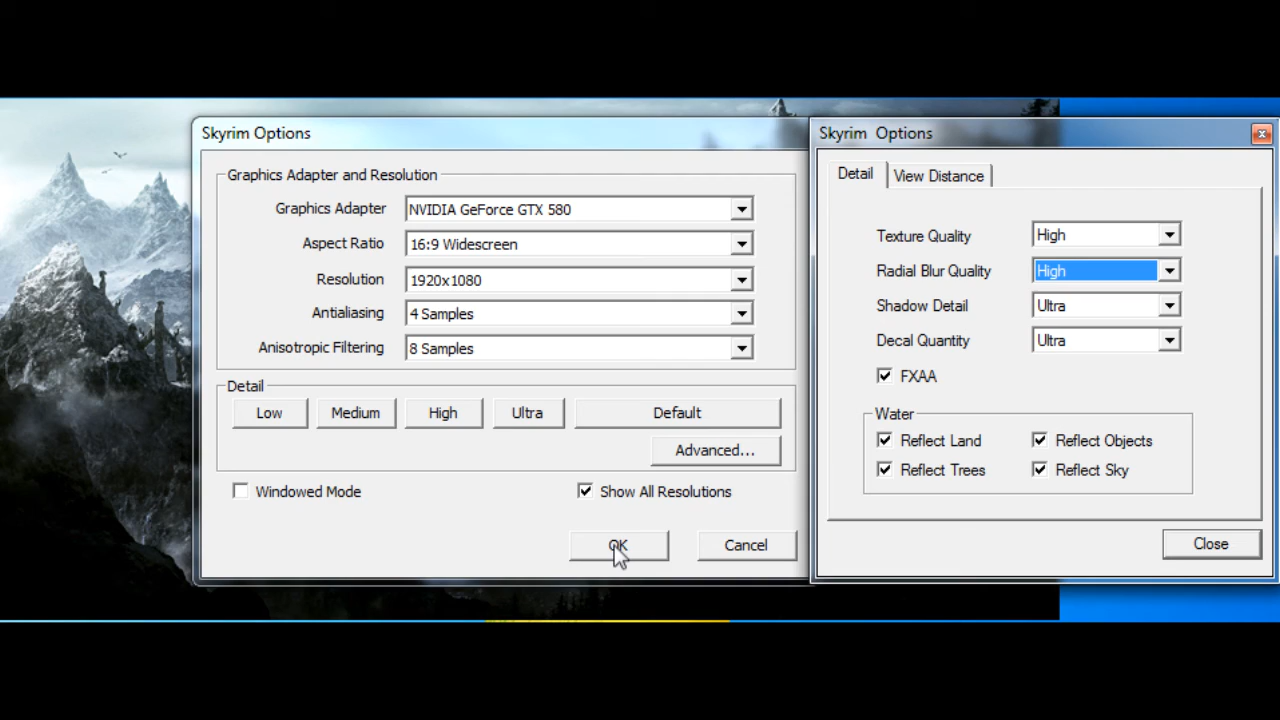 Skyrim Options
Graphics Adapter and Resolution
Graphics Adapter NVIDIA GeForce GTX 580
Aspect Ratio 16:9 Widescreen
Resolution 1920x1080
Antialiasing 4 Samples
Anisotropic Filtering 8 Samples
Detail
Low Medium High Ultra Default
Advanced...
Windowed Mode Show All Resolutions
OK Cancel
Skyrim Options
Detail View Distance
Texture Quality High
Radial Blur Quality High
Shadow Detail Ultra
Decal Quantity Ultra
FXAA
Water
Reflect Land Reflect Objects
Reflect Trees Reflect Sky
Close